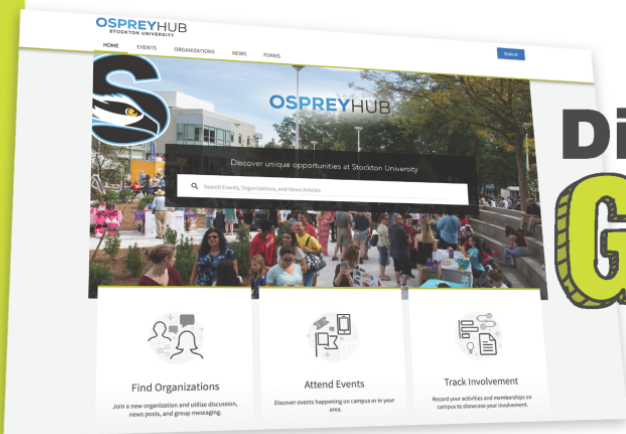 OSPREYHUB
STOCKTON UNIVERSITY
HOME EVENTS ORGANIZATIONS NEWS FORMS
SIGN IN
S
OSPREYHUB
Discover unique opportunities at Stockton University
Search Events, Organizations, and News Articles
Di
G
Find Organizations
Join a new organization and utilize discussion,
news posts, and group messaging.
Attend Events
Discover events happening on campus or in your
area.
Track Involvement
Record your activities and memberships on
campus to showcase your involvement.